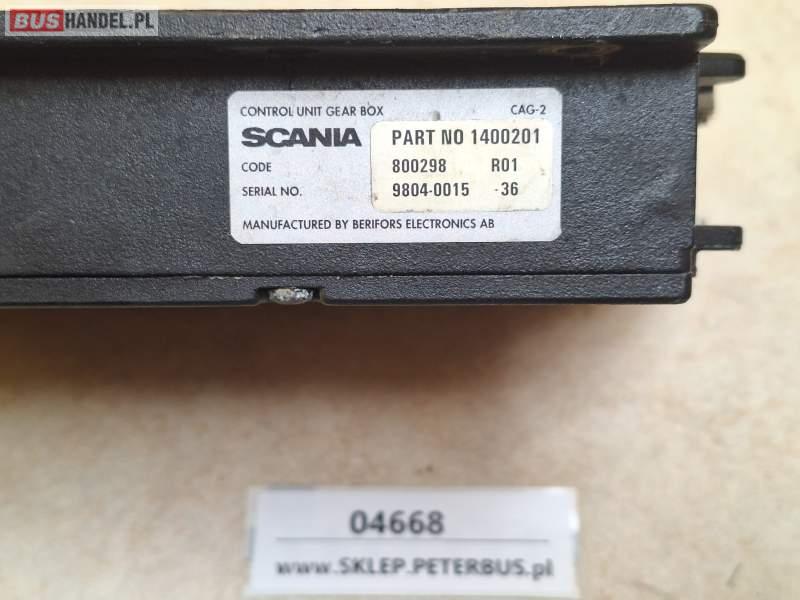 BUSHANDEL.PL
CONTROL UNIT GEAR BOX CAG-2
SCANIA PART NO 1400201
CODE 800298 R01
SERIAL NO. 9804-0015 -36
MANUFACTURED BY BERIFORS ELECTRONICS AB
04668
www.SKLEP.PETERBUS.pl